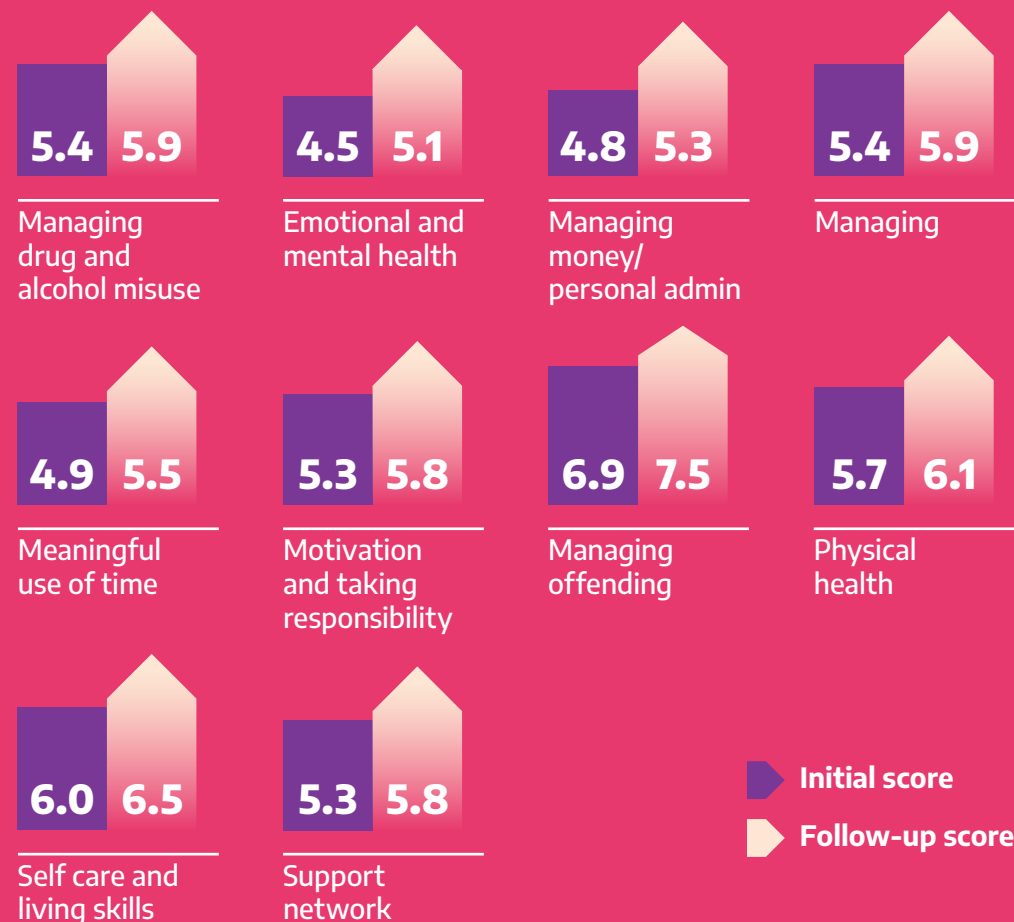 5.4 5.9
Managing
drug and
alcohol misuse
4.5 5.1
Emotional and
mental health
4.8 5.3
Managing
money/
personal admin
5.4 5.9
Managing
4.9 5.5
Meaningful
use of time
5.3 5.8
Motivation
and taking
responsibility
6.9 7.5
Managing
offending
5.7 6.1
Physical
health
6.0 6.5
Self care and
living skills
5.3 5.8
Support
network
Initial score
Follow-up score